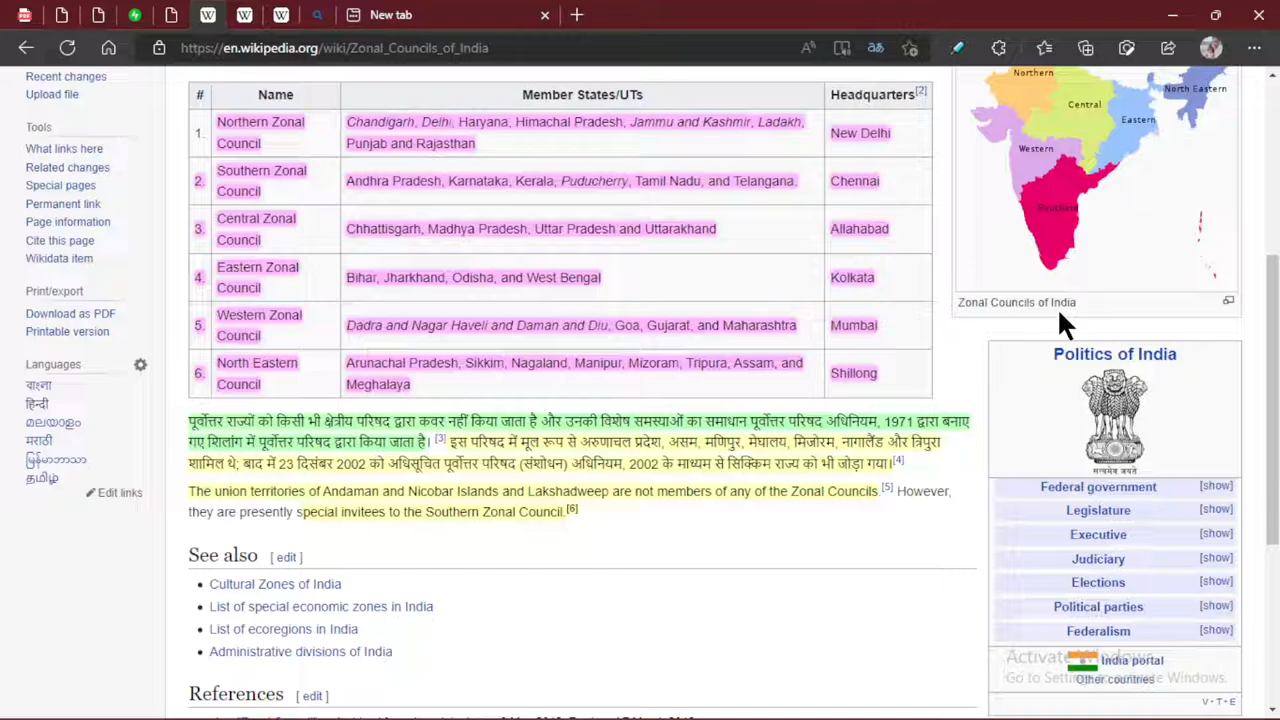 New tab
https://en.wikipedia.org/wiki/Zonal_Councils_of_India
Recent changes
Upload file
Tools
What links here
Related changes
Special pages
Permanent link
Page information
Cite this page
Wikidata item
Print/export
Download as PDF
Printable version
Languages
বাংলা
हिन्दी
മലയാളം
मराठी
မြန်မာဘာသာ
தமிழ்
Edit links
# Name Member States/UTs Headquarters[2]
1. Northern Zonal Council Chandigarh, Delhi, Haryana, Himachal Pradesh, Jammu and Kashmir, Ladakh, Punjab and Rajasthan New Delhi
2. Southern Zonal Council Andhra Pradesh, Karnataka, Kerala, Puducherry, Tamil Nadu, and Telangana. Chennai
3. Central Zonal Council Chhattisgarh, Madhya Pradesh, Uttar Pradesh and Uttarakhand Allahabad
4. Eastern Zonal Council Bihar, Jharkhand, Odisha, and West Bengal Kolkata
5. Western Zonal Council Dadra and Nagar Haveli and Daman and Diu, Goa, Gujarat, and Maharashtra Mumbai
6. North Eastern Council Arunachal Pradesh, Sikkim, Nagaland, Manipur, Mizoram, Tripura, Assam, and Meghalaya Shillong
पूर्वोत्तर राज्यों को किसी भी क्षेत्रीय परिषद द्वारा कवर नहीं किया जाता है और उनकी विशेष समस्याओं का समाधान पूर्वोत्तर परिषद अधिनियम, 1971 द्वारा बनाए
गए शिलांग में पूर्वोत्तर परिषद द्वारा किया जाता है। [3] इस परिषद में मूल रूप से अरुणाचल प्रदेश, असम, मणिपुर, मेघालय, मिजोरम, नागालैंड और त्रिपुरा
शामिल थे; बाद में 23 दिसंबर 2002 को अधिसूचित पूर्वोत्तर परिषद (संशोधन) अधिनियम, 2002 के माध्यम से सिक्किम राज्य को भी जोड़ा गया।[4]
The union territories of Andaman and Nicobar Islands and Lakshadweep are not members of any of the Zonal Councils.[5] However,
they are presently special invitees to the Southern Zonal Council.[6]
See also [ edit ]
Cultural Zones of India
List of special economic zones in India
List of ecoregions in India
Administrative divisions of India
References [ edit ]
Northern
North Eastern
Central
Eastern
Western
Southern
Zonal Councils of India
Politics of India
सत्यमेव जयते
Federal government [show]
Legislature [show]
Executive [show]
Judiciary [show]
Elections [show]
Political parties [show]
Federalism [show]
India portal
Other countries
V·T·E
Activate Windows
Go to Settings to activate Windows.